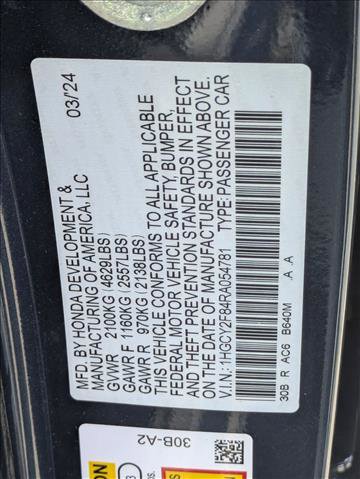 MFD. BY HONDA DEVELOPMENT & 03/24
MANUFACTURING OF AMERICA, LLC
GVWR 2100KG (4629LBS)
GAWR F 1160KG (2557LBS)
GAWR R 970KG (2138LBS)
THIS VEHICLE CONFORMS TO ALL APPLICABLE
FEDERAL MOTOR VEHICLE SAFETY, BUMPER,
AND THEFT PREVENTION STANDARDS IN EFFECT
ON THE DATE OF MANUFACTURE SHOWN ABOVE.
V.I.N.: 1HGCY2F84RA054781 TYPE: PASSENGER CAR
30B R AC6 B640M .A .A
30B-A2